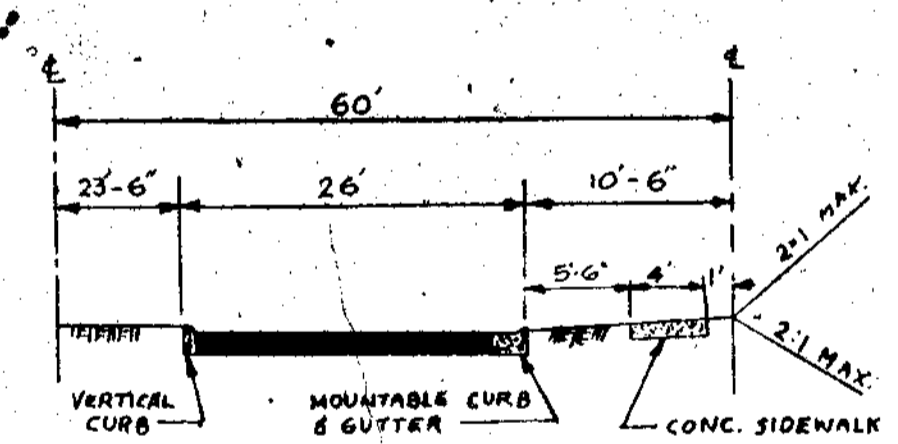 ℄ ℄
60'
23'-6" 26' 10'-6"
5'-6" 4' 1'
2:1 MAX.
2:1 MAX.
VERTICAL
CURB
MOUNTABLE CURB
& GUTTER
CONC. SIDEWALK